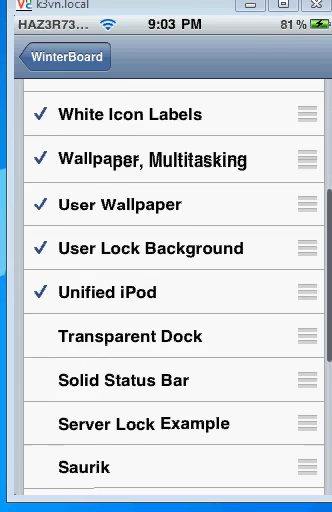 k3vn.local
HAZ3R73... 9:03 PM 81 %
WinterBoard
White Icon Labels
Wallpaper, Multitasking
User Wallpaper
User Lock Background
Unified iPod
Transparent Dock
Solid Status Bar
Server Lock Example
Saurik